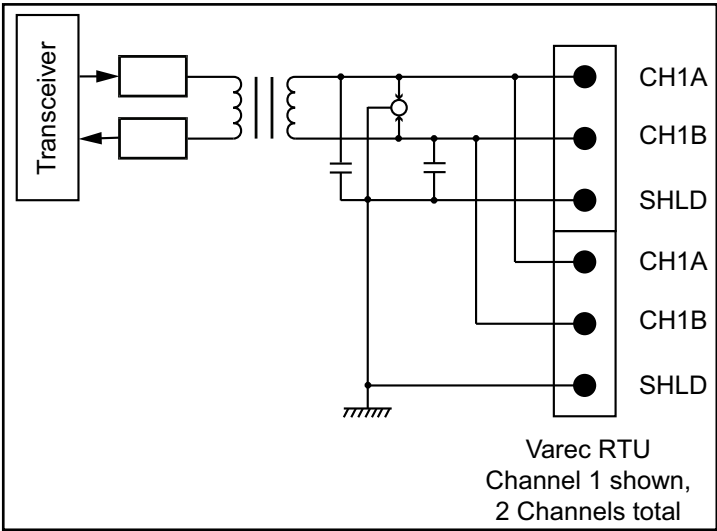 Transceiver
CH1A
CH1B
SHLD
CH1A
CH1B
SHLD
Varec RTU
Channel 1 shown,
2 Channels total